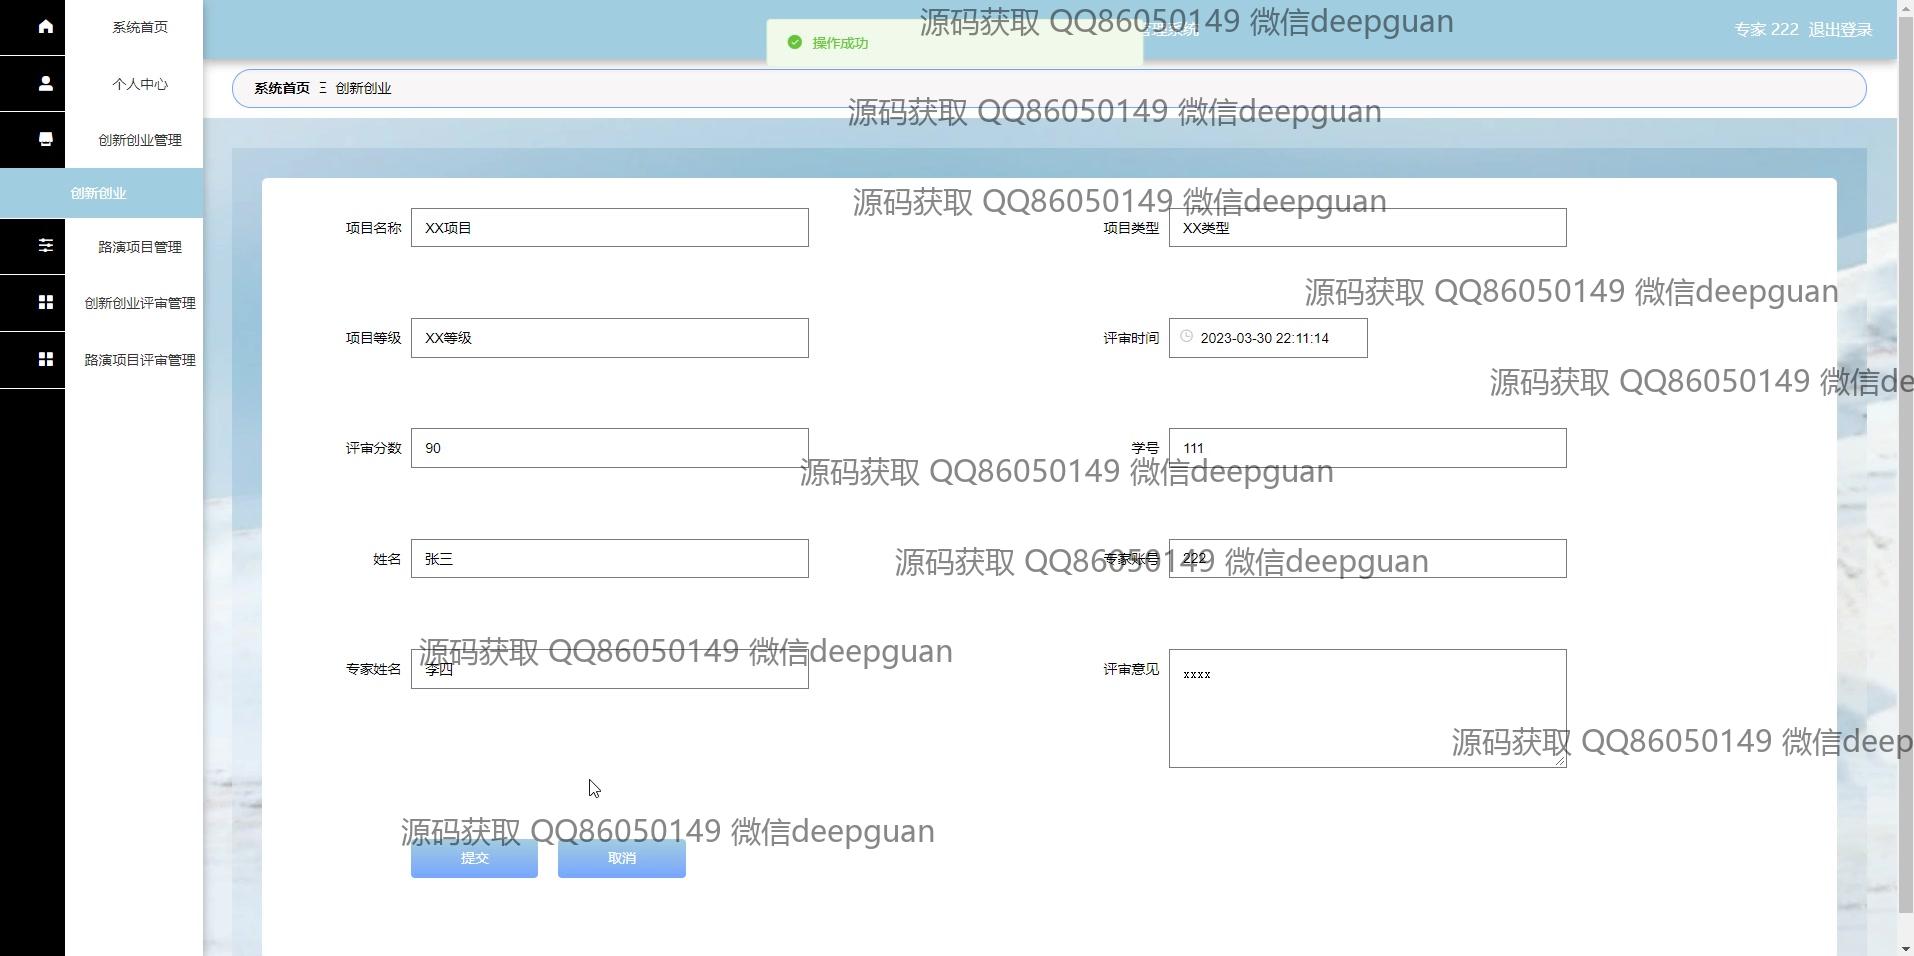 系统首页
个人中心
创新创业管理
创新创业
路演项目管理
创新创业评审管理
路演项目评审管理
操作成功
管理系统
专家 222 退出登录
源码获取 QQ86050149 微信deepguan
系统首页 Ξ 创新创业
源码获取 QQ86050149 微信deepguan
源码获取 QQ86050149 微信deepguan
项目名称 XX项目
项目类型 XX类型
源码获取 QQ86050149 微信deepguan
项目等级 XX等级
评审时间 2023-03-30 22:11:14
源码获取 QQ86050149 微信de
评审分数 90
学号 111
源码获取 QQ86050149 微信deepguan
姓名 张三
专家账号 222
源码获取 QQ86050149 微信deepguan
源码获取 QQ86050149 微信deepguan
专家姓名 李四
评审意见 xxxx
源码获取 QQ86050149 微信deep
源码获取 QQ86050149 微信deepguan
提交 取消